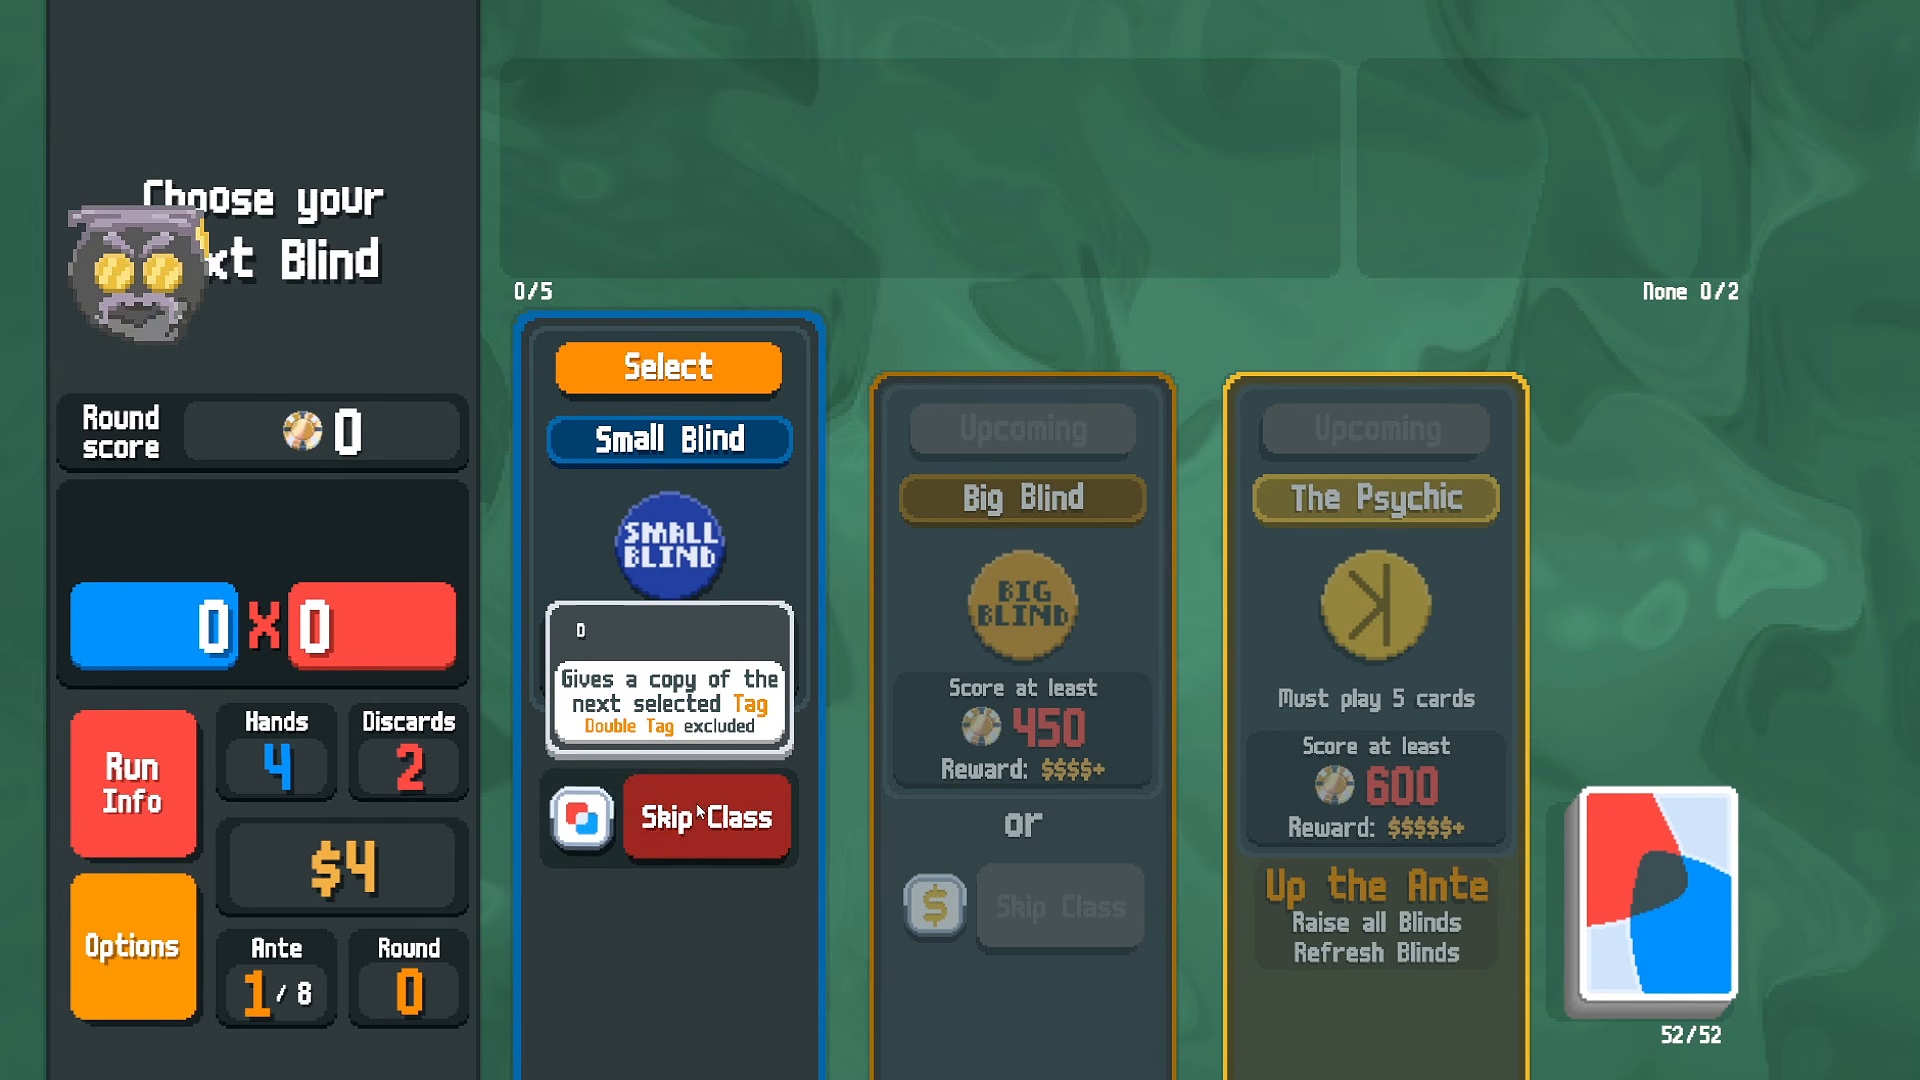 Choose your
xt Blind
Round
score
0
0 X 0
Run
Info
Hands
4
Discards
2
$4
Options
Ante
1 / 8
Round
0
0/5
None 0/2
Select
Small Blind
SMALL
BLIND
0
Gives a copy of the
next selected Tag
Double Tag excluded
Skip Class
Upcoming
Big Blind
BIG
BLIND
Score at least
450
Reward: $$$$+
or
$
Skip Class
Upcoming
The Psychic
Must play 5 cards
Score at least
600
Reward: $$$$$+
Up the Ante
Raise all Blinds
Refresh Blinds
52/52